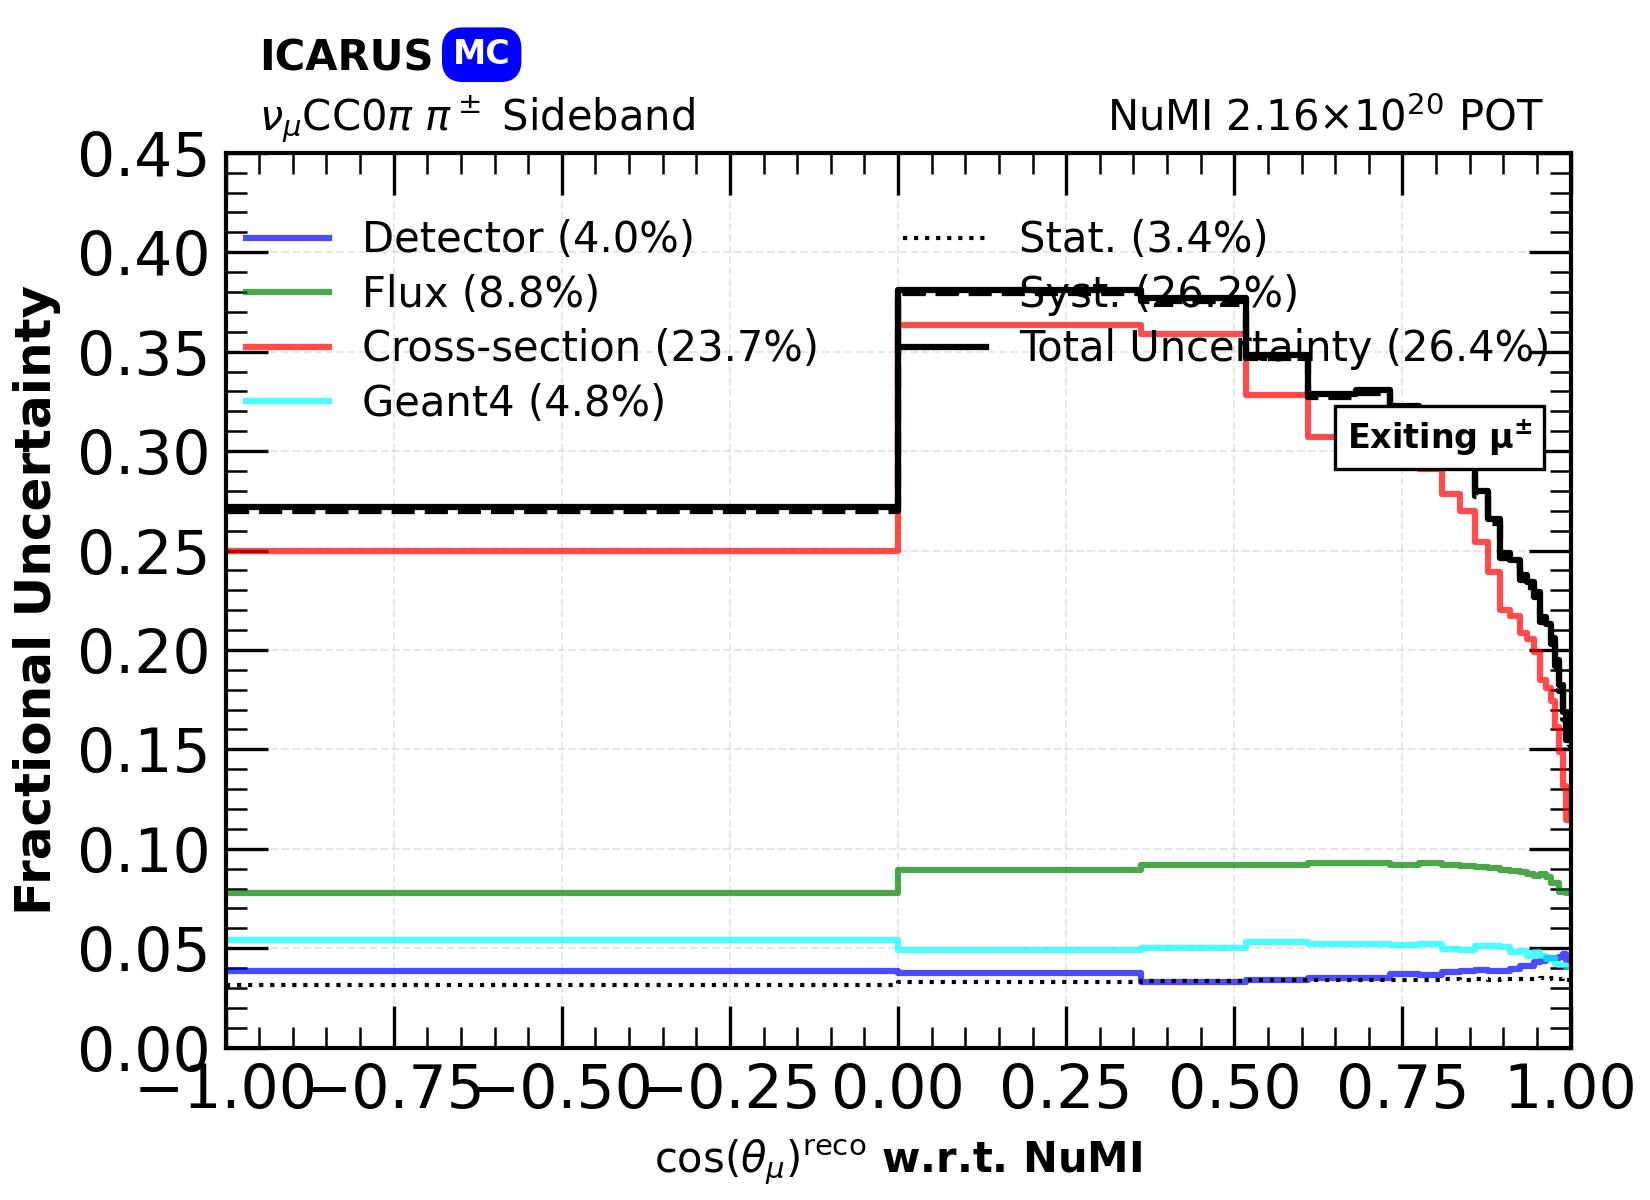 ICARUS MC
νμCC0π π± Sideband
NuMI 2.16×10²⁰ POT
Detector (4.0%)
Flux (8.8%)
Cross-section (23.7%)
Geant4 (4.8%)
Stat. (3.4%)
Syst. (26.2%)
Total Uncertainty (26.4%)
Exiting μ±
Fractional Uncertainty
0.45
0.40
0.35
0.30
0.25
0.20
0.15
0.10
0.05
0.00
−1.00 −0.75 −0.50 −0.25 0.00 0.25 0.50 0.75 1.00
cos(θμ)ʳᵉᶜᵒ w.r.t. NuMI